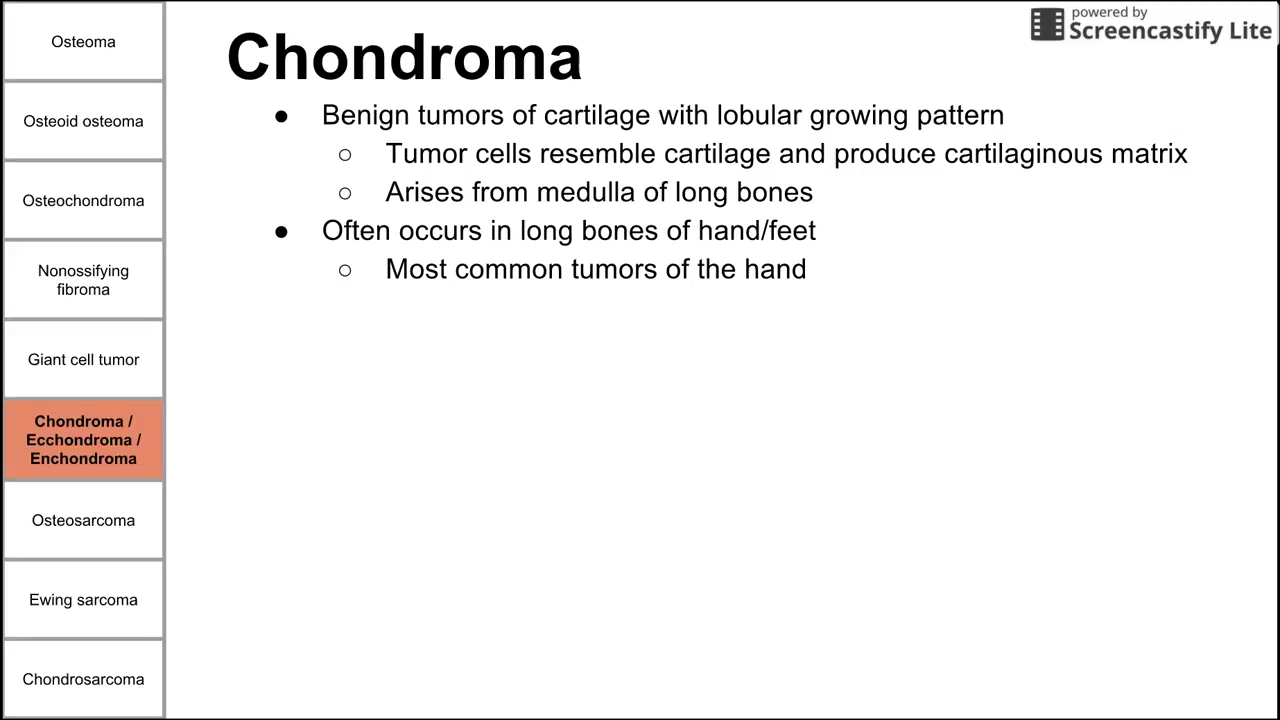 Osteoma
Osteoid osteoma
Osteochondroma
Nonossifying
fibroma
Giant cell tumor
Chondroma /
Ecchondroma /
Enchondroma
Osteosarcoma
Ewing sarcoma
Chondrosarcoma
powered by
Screencastify Lite
Chondroma
● Benign tumors of cartilage with lobular growing pattern
○ Tumor cells resemble cartilage and produce cartilaginous matrix
○ Arises from medulla of long bones
● Often occurs in long bones of hand/feet
○ Most common tumors of the hand